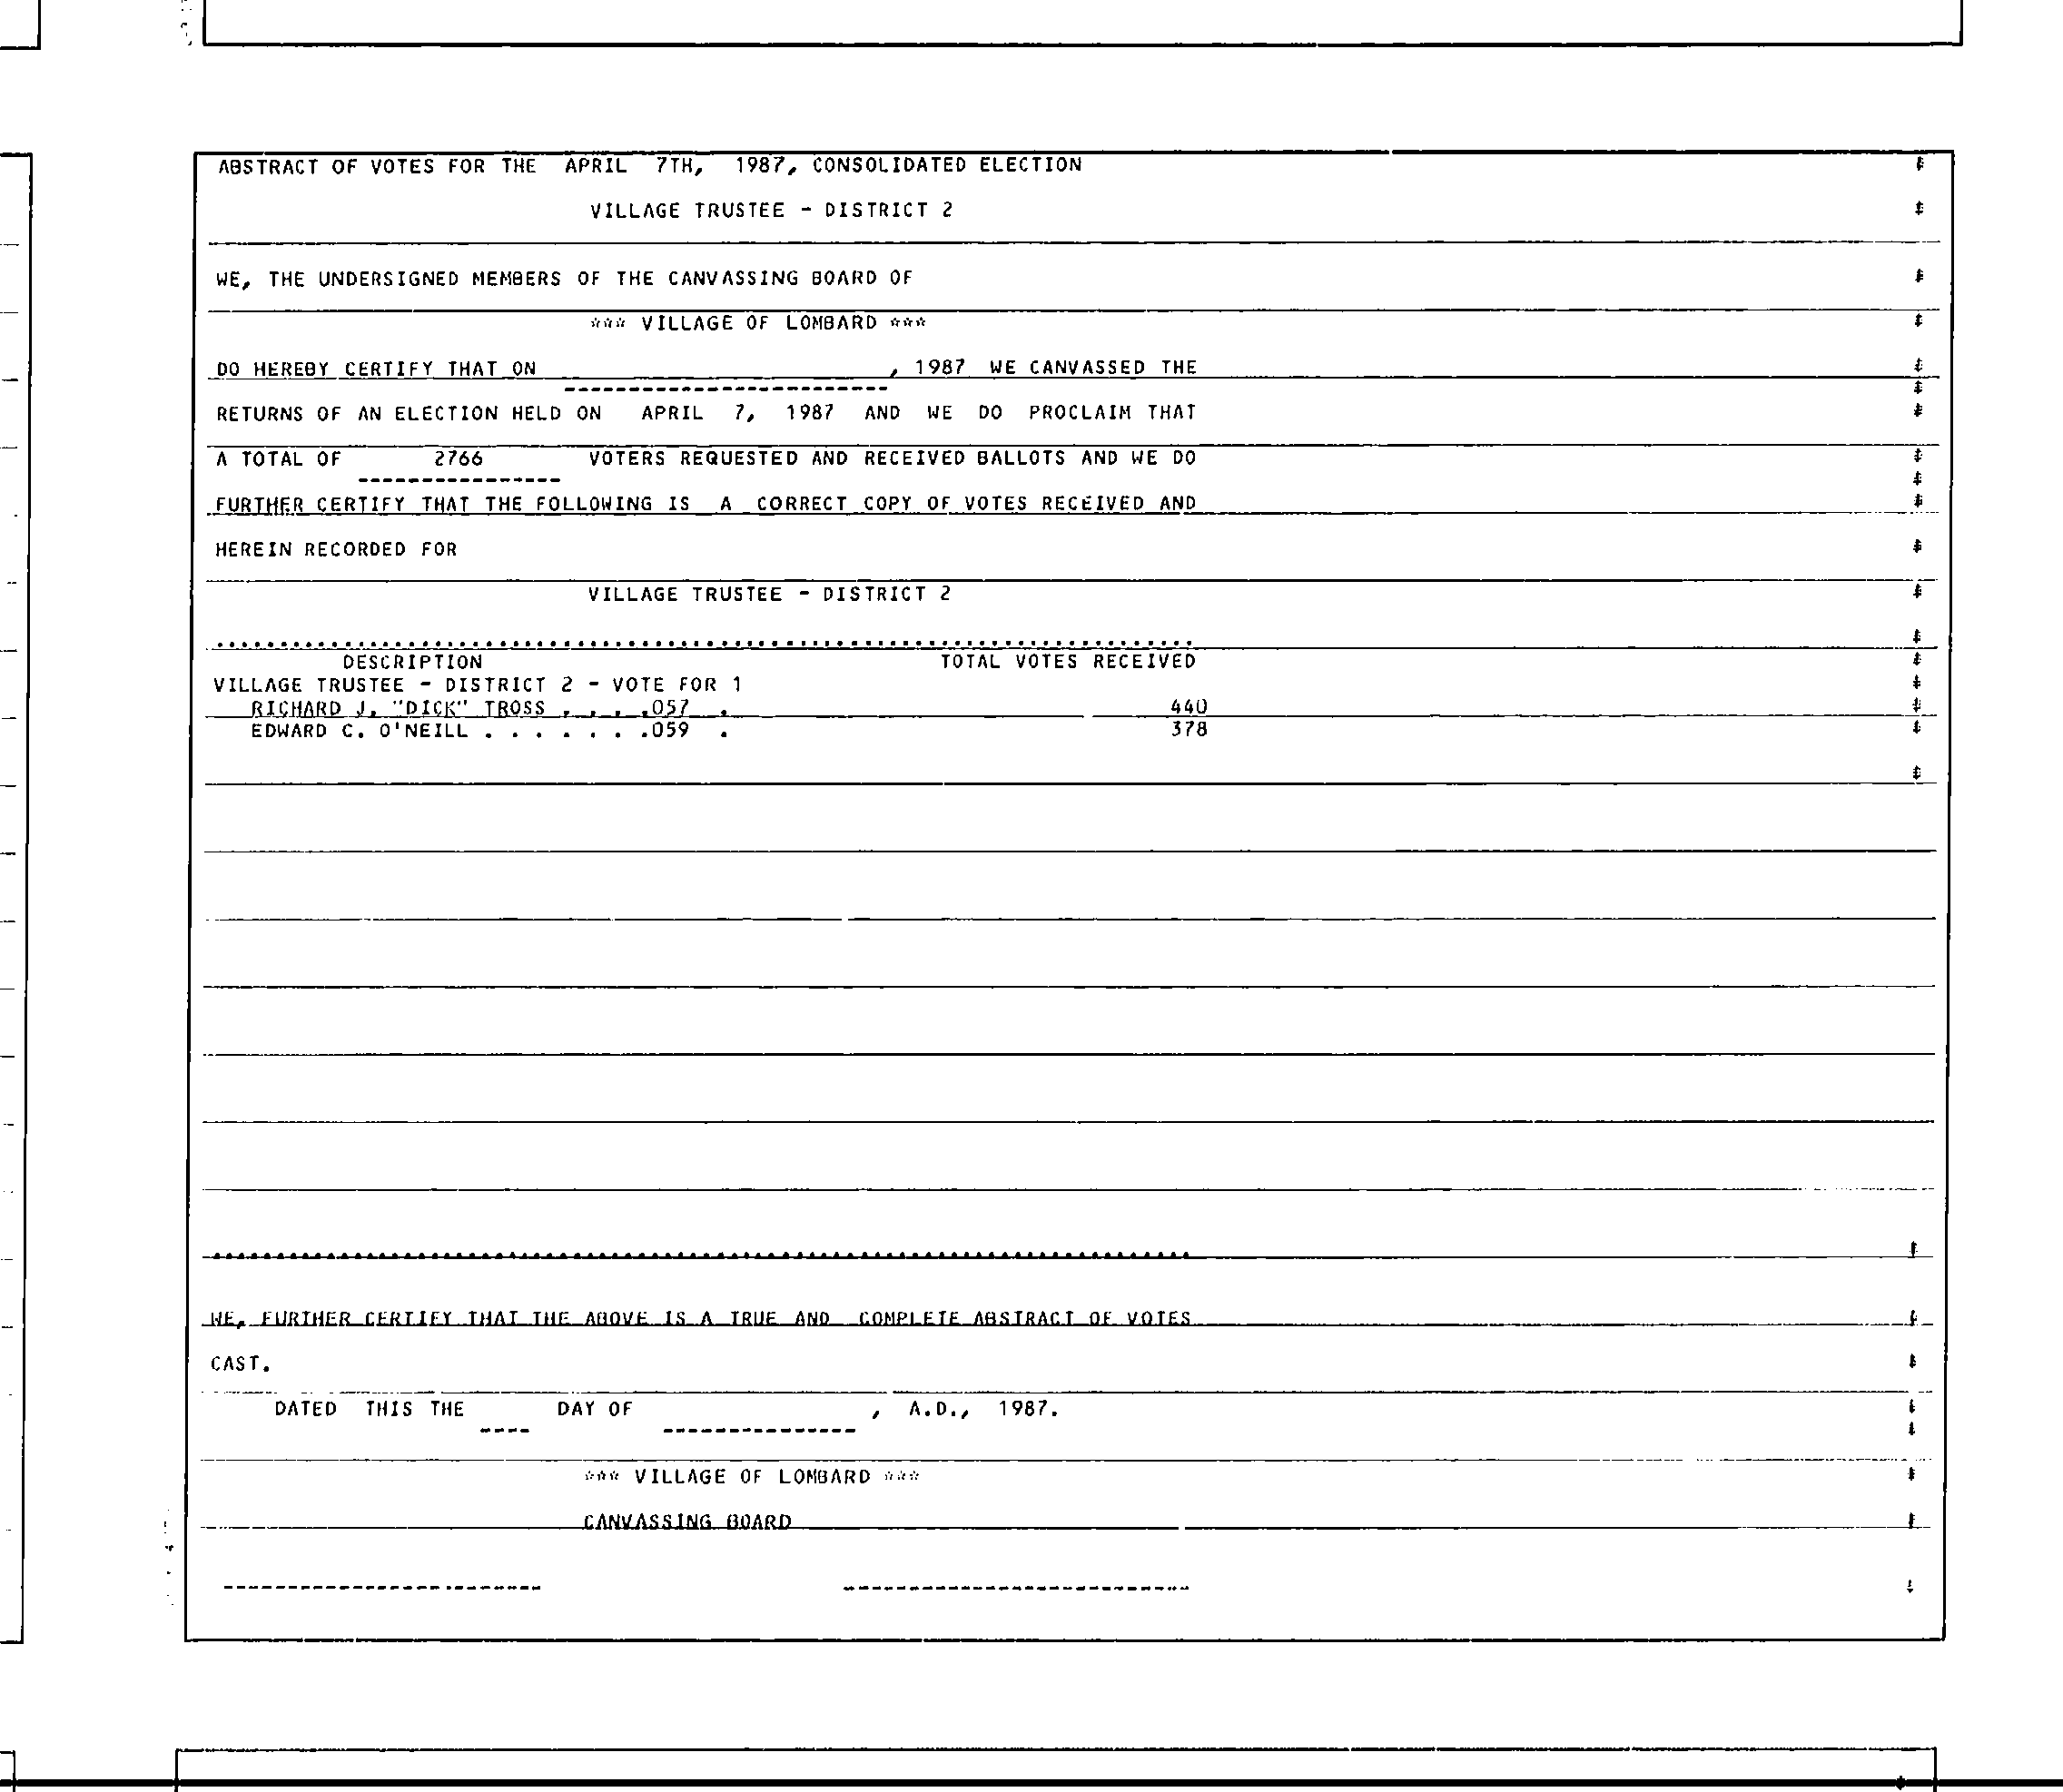 ABSTRACT OF VOTES FOR THE APRIL 7TH, 1987, CONSOLIDATED ELECTION
VILLAGE TRUSTEE - DISTRICT 2
WE, THE UNDERSIGNED MEMBERS OF THE CANVASSING BOARD OF
*** VILLAGE OF LOMBARD ***
DO HEREBY CERTIFY THAT ON , 1987 WE CANVASSED THE
------------------------
RETURNS OF AN ELECTION HELD ON APRIL 7, 1987 AND WE DO PROCLAIM THAT
A TOTAL OF 2766 VOTERS REQUESTED AND RECEIVED BALLOTS AND WE DO
----------------
FURTHER CERTIFY THAT THE FOLLOWING IS A CORRECT COPY OF VOTES RECEIVED AND
HEREIN RECORDED FOR
VILLAGE TRUSTEE - DISTRICT 2
DESCRIPTION TOTAL VOTES RECEIVED
VILLAGE TRUSTEE - DISTRICT 2 - VOTE FOR 1
RICHARD J. "DICK" TROSS . . . .057 . 440
EDWARD C. O'NEILL . . . . . . .059 . 378
WE, FURTHER CERTIFY THAT THE ABOVE IS A TRUE AND COMPLETE ABSTRACT OF VOTES
CAST.
DATED THIS THE ---- DAY OF --------------- , A.D., 1987.
*** VILLAGE OF LOMBARD ***
CANVASSING BOARD